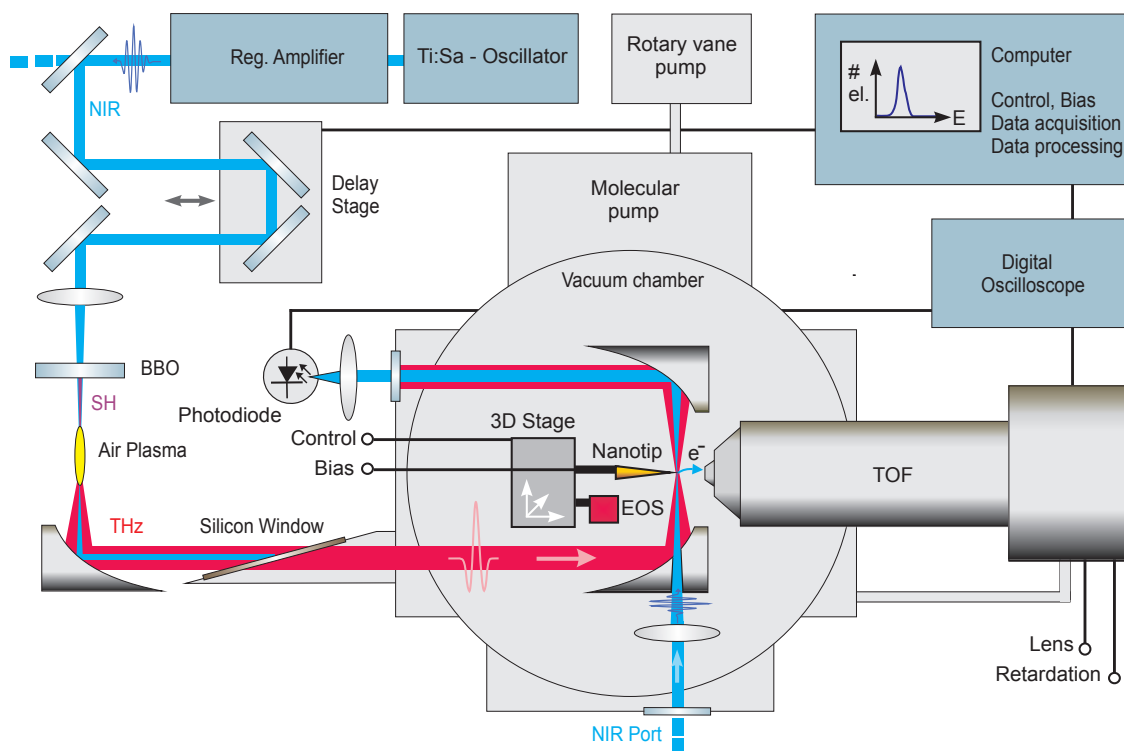 Reg. Amplifier
Ti:Sa - Oscillator
Rotary vane
pump
#
el.
E
Computer
Control, Bias
Data acquisition
Data processing
NIR
Delay
Stage
Molecular
pump
Digital
Oscilloscope
Vacuum chamber
BBO
SH
Photodiode
Air Plasma
3D Stage
Control
Nanotip
e-
Bias
TOF
EOS
THz
Silicon Window
Lens
Retardation
NIR Port